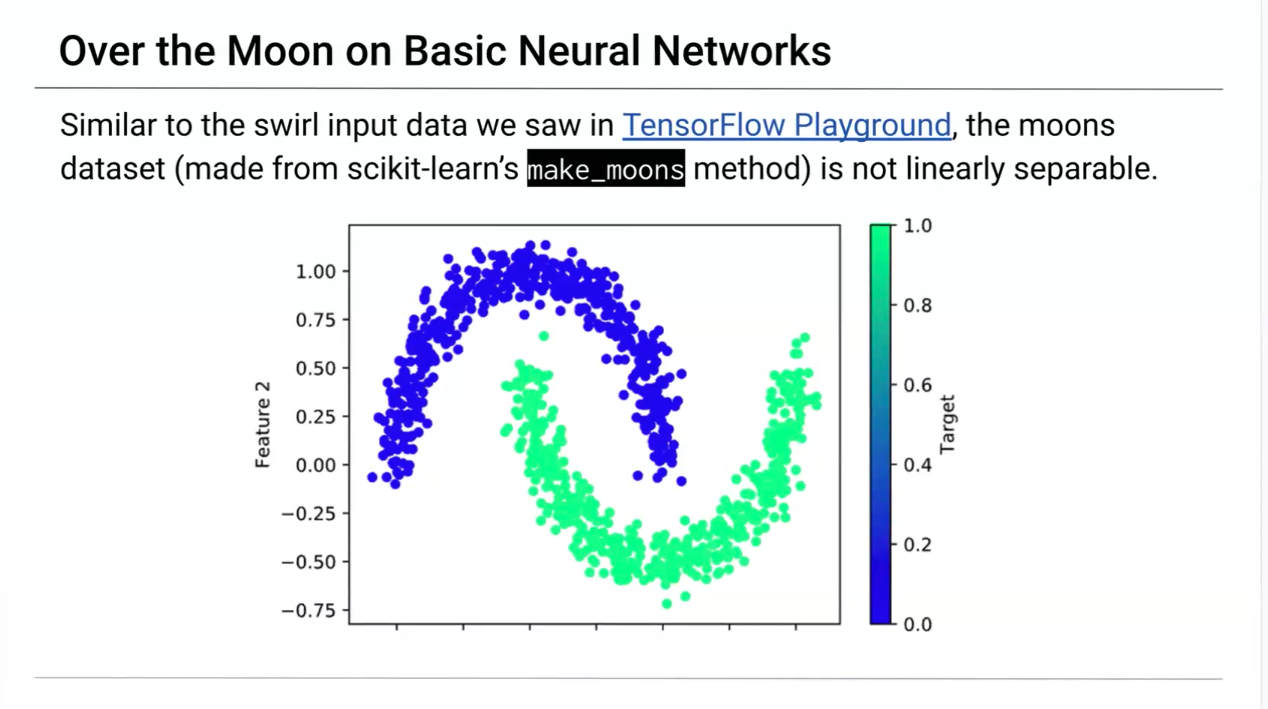 Over the Moon on Basic Neural Networks
Similar to the swirl input data we saw in TensorFlow Playground, the moons
dataset (made from scikit-learn’s make_moons method) is not linearly separable.
1.00
0.75
0.50
0.25
0.00
−0.25
−0.50
−0.75
Feature 2
1.0
0.8
0.6
0.4
0.2
0.0
Target